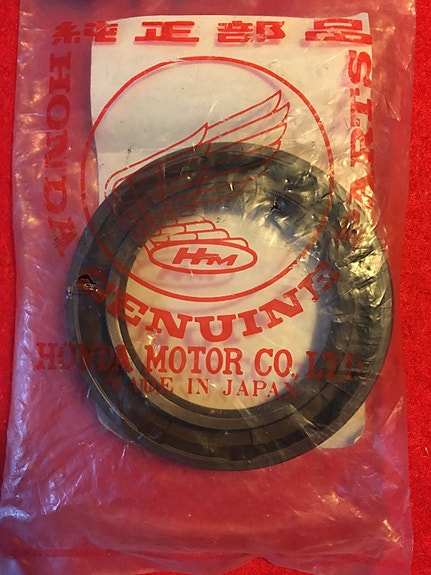 純正部品
HONDA
PARTS
HM
GENUINE
HONDA MOTOR CO., LTD.
MADE IN JAPAN